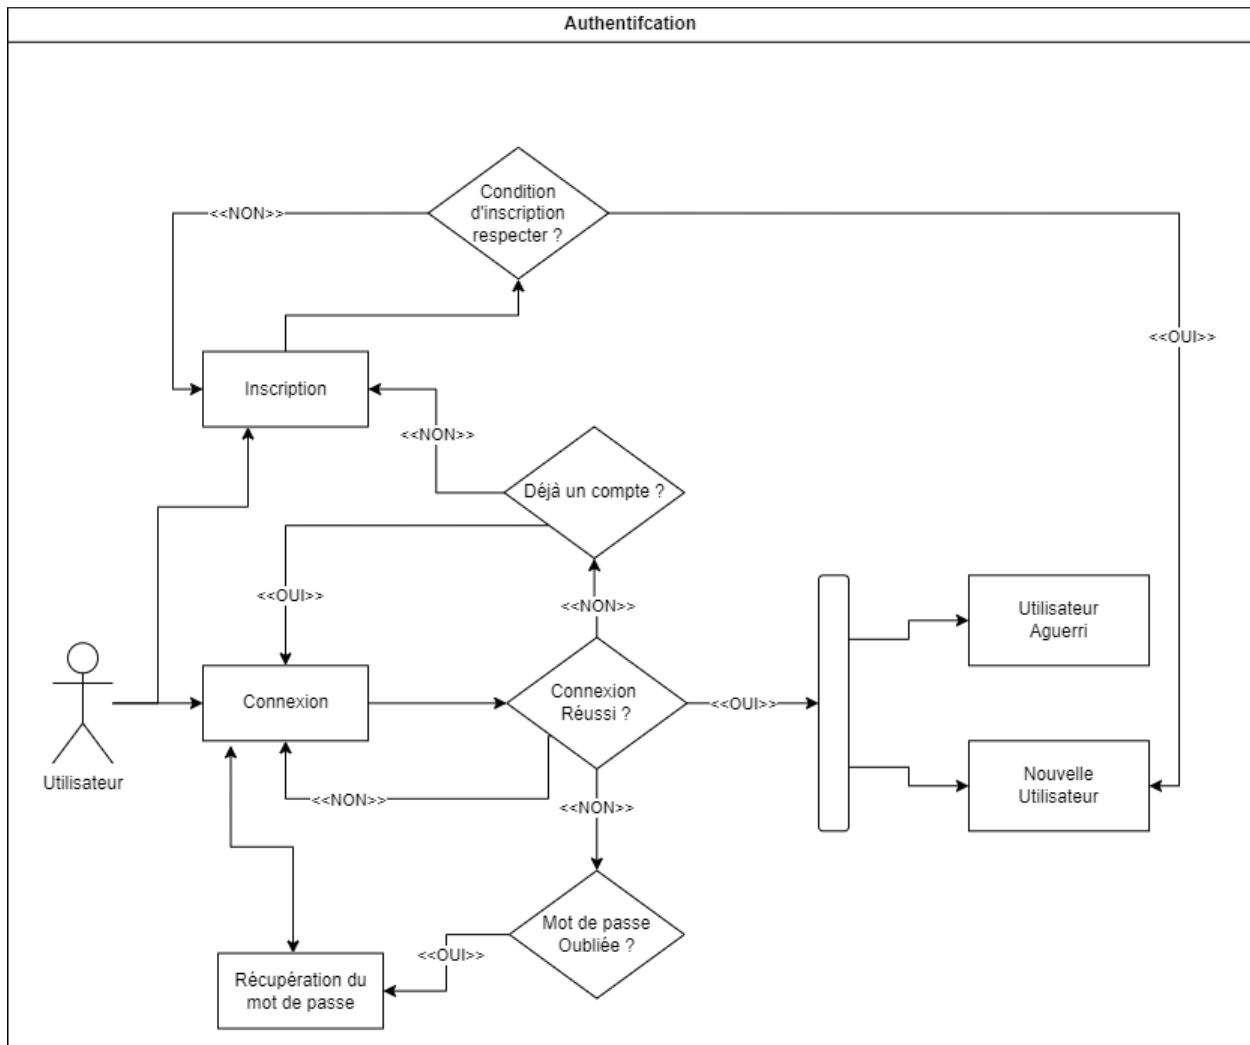 Authentifcation
Condition
d'inscription
respecter ?
<<NON>>
<<OUI>>
Inscription
<<NON>>
Déjà un compte ?
<<OUI>>
<<NON>>
Utilisateur
Aguerri
Connexion
Connexion
Réussi ?
<<OUI>>
Utilisateur
<<NON>>
<<NON>>
Nouvelle
Utilisateur
Mot de passe
Oubliée ?
<<OUI>>
Récupération du
mot de passe